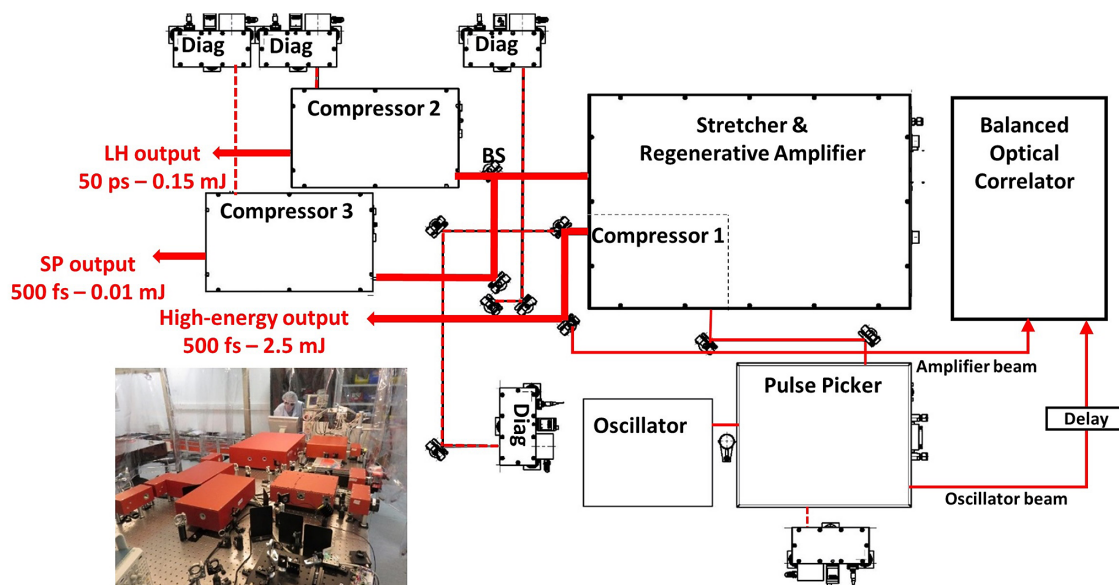 Diag
Diag
Diag
Compressor 2
Stretcher &
Regenerative Amplifier
Balanced
Optical
Correlator
LH output
50 ps – 0.15 mJ
BS
Compressor 3
Compressor 1
SP output
500 fs – 0.01 mJ
High-energy output
500 fs – 2.5 mJ
Amplifier beam
Pulse Picker
Diag
Oscillator
Delay
Oscillator beam